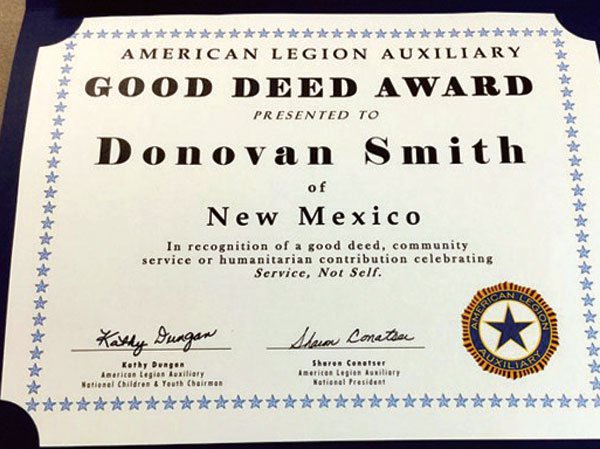 AMERICAN LEGION AUXILIARY
GOOD DEED AWARD
PRESENTED TO
Donovan Smith
of
New Mexico
In recognition of a good deed, community
service or humanitarian contribution celebrating
Service, Not Self.
Kathy Dungan
Kathy Dungan
American Legion Auxiliary
National Children & Youth Chairman
Sharon Conatser
Sharon Conatser
American Legion Auxiliary
National President
AMERICAN LEGION
AUXILIARY